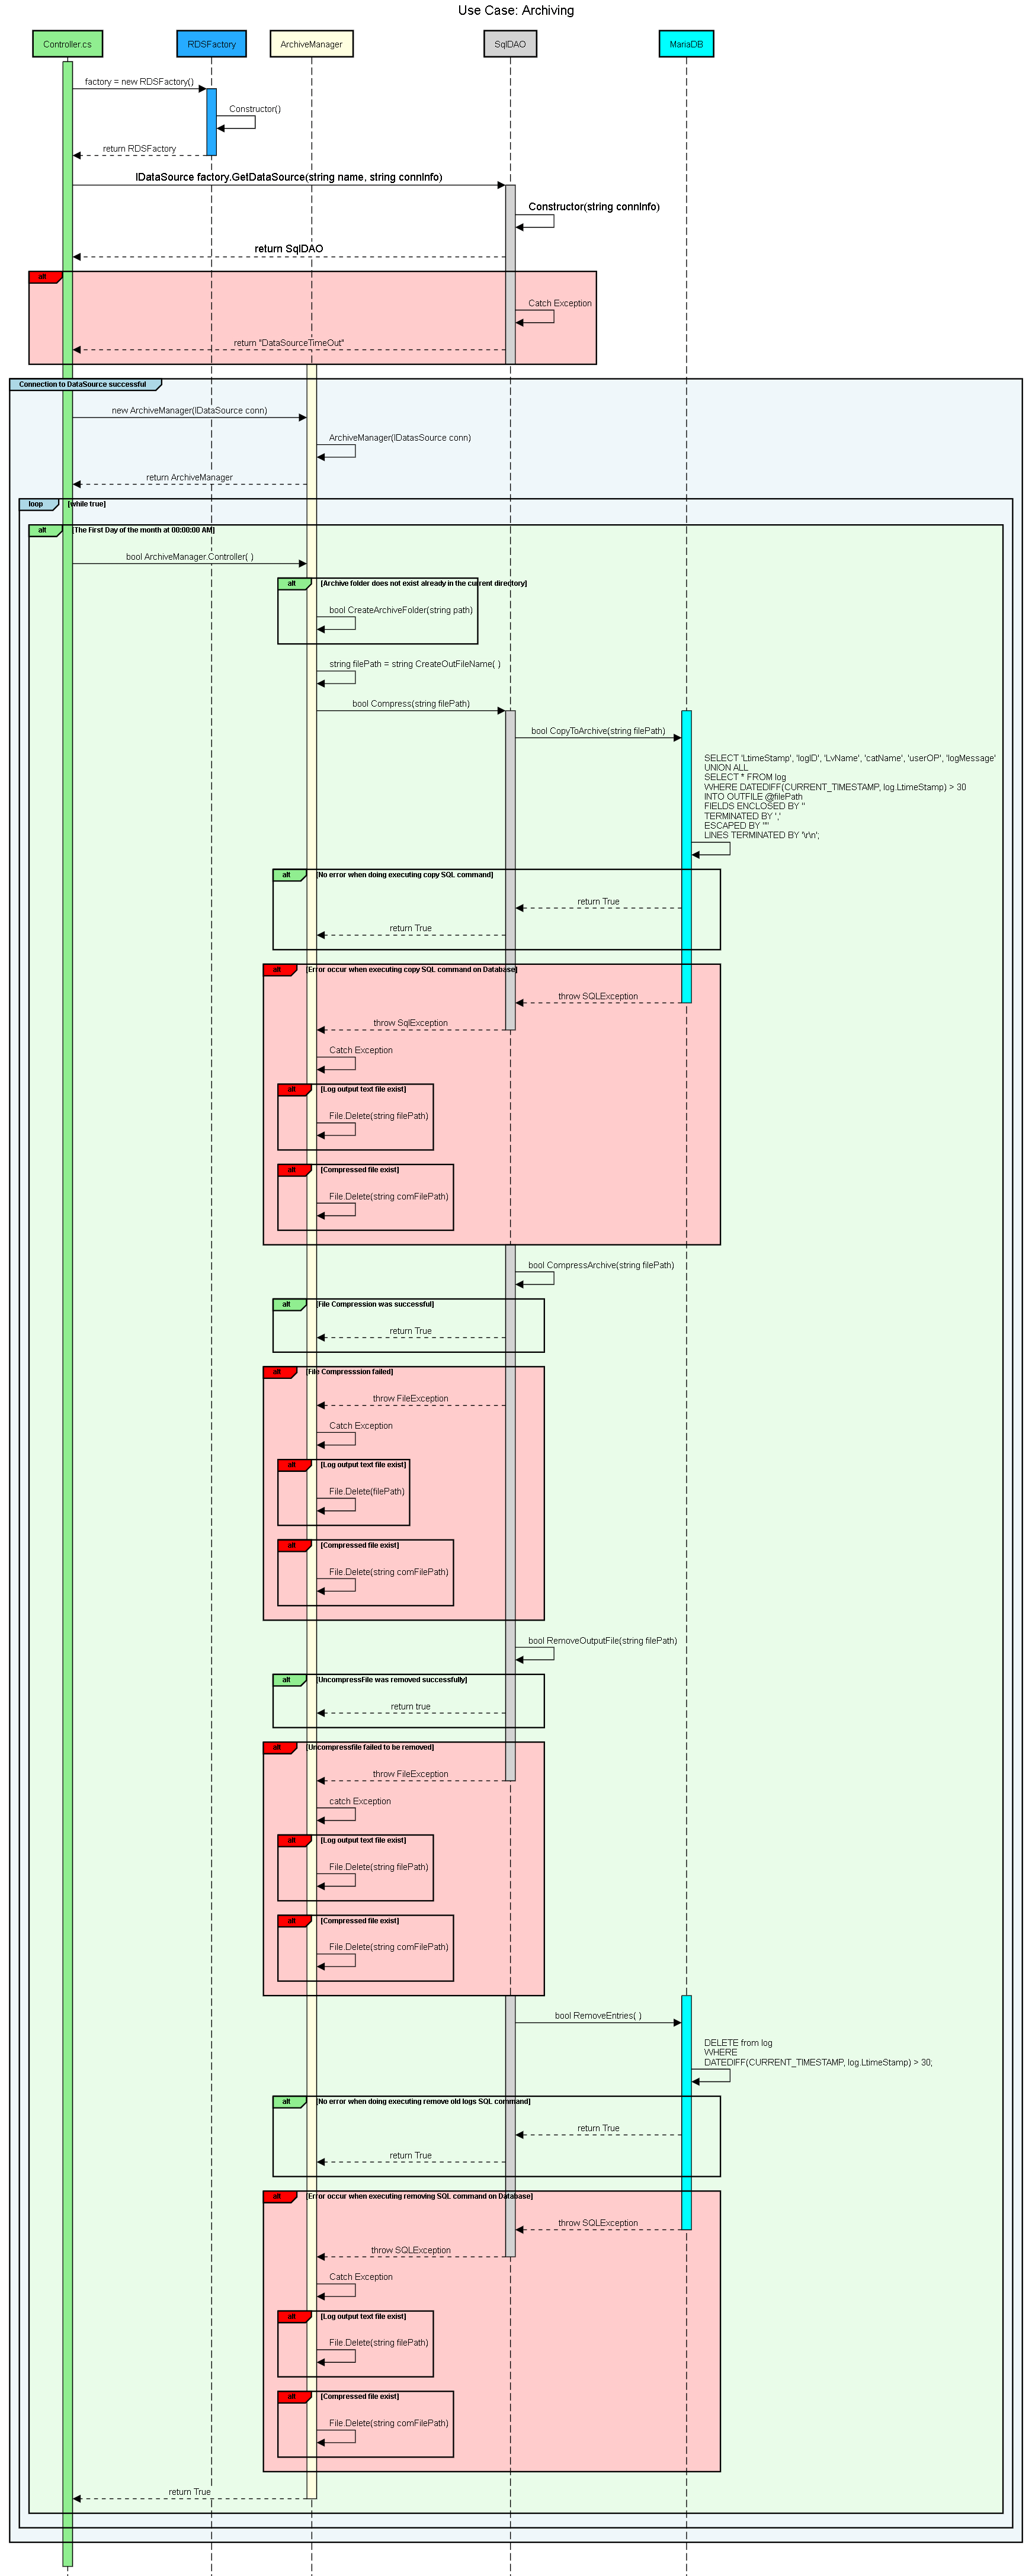 Use Case: Archiving
Controller.cs
RDSFactory
ArchiveManager
SqlDAO
MariaDB
factory = new RDSFactory()
Constructor()
return RDSFactory
IDataSource factory.GetDataSource(string name, string connInfo)
Constructor(string connInfo)
return SqlDAO
alt
Catch Exception
return "DataSourceTimeOut"
Connection to DataSource successful
new ArchiveManager(IDataSource conn)
ArchiveManager(IDatasSource conn)
return ArchiveManager
loop [while true]
alt [The First Day of the month at 00:00:00 AM]
bool ArchiveManager.Controller( )
alt [Archive folder does not exist already in the current directory]
bool CreateArchiveFolder(string path)
string filePath = string CreateOutFileName( )
bool Compress(string filePath)
bool CopyToArchive(string filePath)
SELECT 'LtimeStamp', 'logID', 'LvName', 'catName', 'userOP', 'logMessage'
UNION ALL
SELECT * FROM log
WHERE DATEDIFF(CURRENT_TIMESTAMP, log.LtimeStamp) > 30
INTO OUTFILE @filePath
FIELDS ENCLOSED BY ''
TERMINATED BY ','
ESCAPED BY '"'
LINES TERMINATED BY '\r\n';
alt [No error when doing executing copy SQL command]
return True
return True
alt [Error occur when executing copy SQL command on Database]
throw SQLException
throw SqlException
Catch Exception
alt [Log output text file exist]
File.Delete(string filePath)
alt [Compressed file exist]
File.Delete(string comFilePath)
bool CompressArchive(string filePath)
alt [File Compression was successful]
return True
alt [File Compresssion failed]
throw FileException
Catch Exception
alt [Log output text file exist]
File.Delete(filePath)
alt [Compressed file exist]
File.Delete(string comFilePath)
bool RemoveOutputFile(string filePath)
alt [UncompressFile was removed successfully]
return true
alt [Uncompressfile failed to be removed]
throw FileException
catch Exception
alt [Log output text file exist]
File.Delete(string filePath)
alt [Compressed file exist]
File.Delete(string comFilePath)
bool RemoveEntries( )
DELETE from log
WHERE
DATEDIFF(CURRENT_TIMESTAMP, log.LtimeStamp) > 30;
alt [No error when doing executing remove old logs SQL command]
return True
return True
alt [Error occur when executing removing SQL command on Database]
throw SQLException
throw SQLException
Catch Exception
alt [Log output text file exist]
File.Delete(string filePath)
alt [Compressed file exist]
File.Delete(string comFilePath)
return True